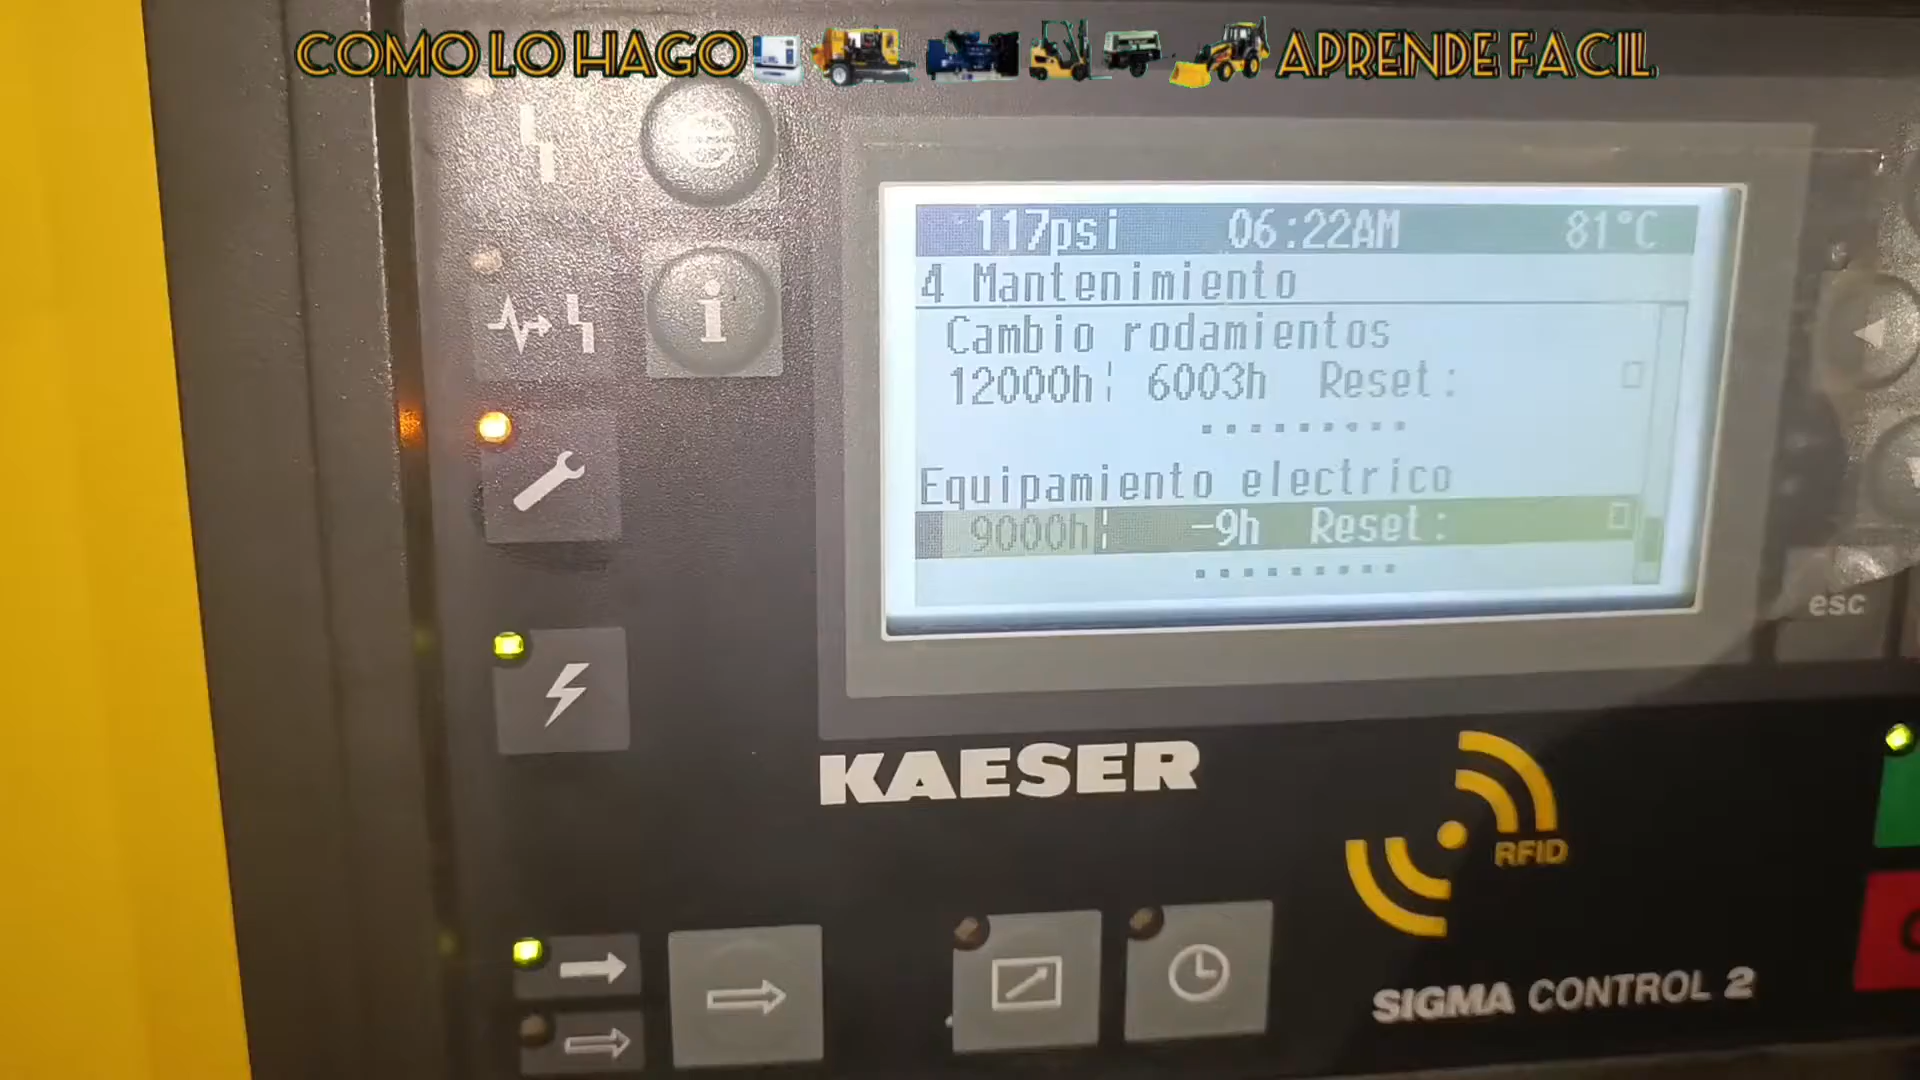 COMO LO HAGO APRENDE FACIL
117psi 06:22AM 81°C
4 Mantenimiento
Cambio rodamientos
12000h¦ 6003h Reset:
Equipamiento electrico
9000h¦ -9h Reset:
esc
KAESER
RFID
SIGMA CONTROL 2